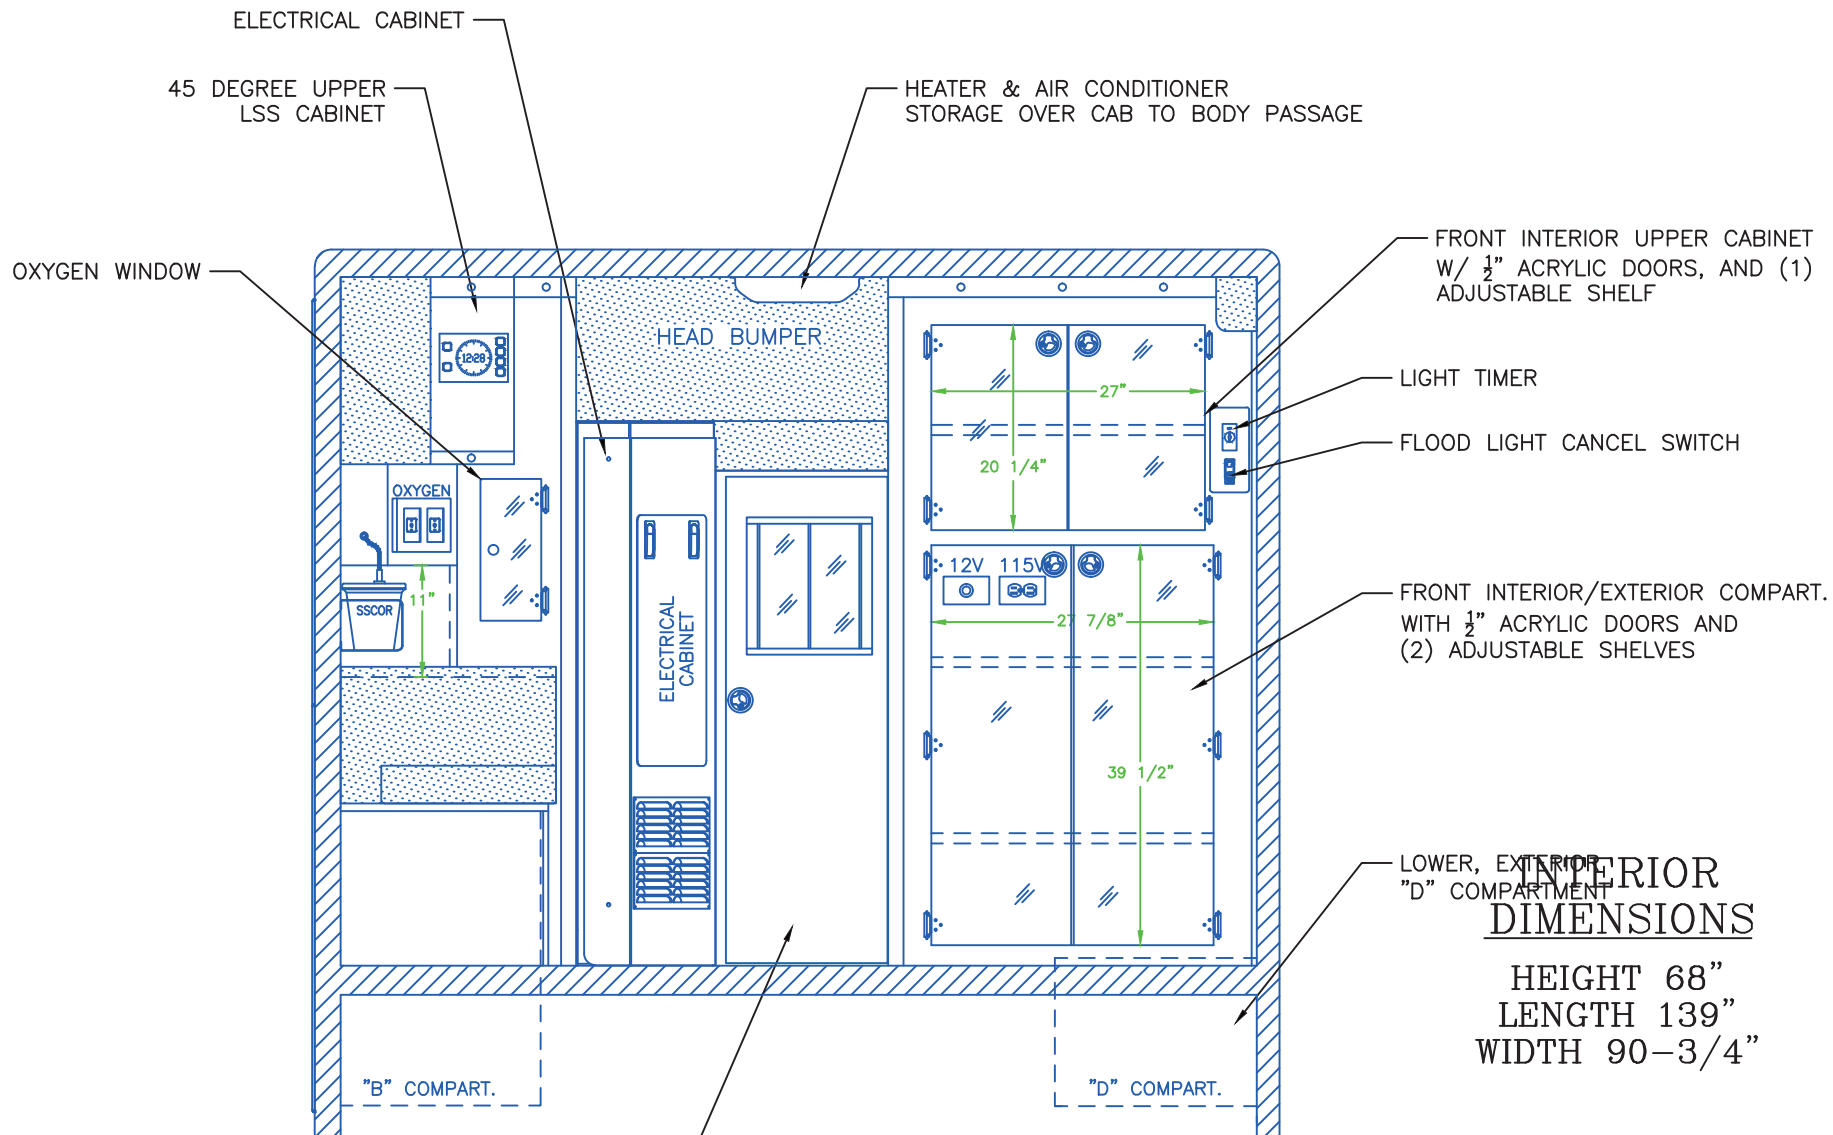 ELECTRICAL CABINET
45 DEGREE UPPER
LSS CABINET
HEATER & AIR CONDITIONER
STORAGE OVER CAB TO BODY PASSAGE
OXYGEN WINDOW
FRONT INTERIOR UPPER CABINET
W/ ½" ACRYLIC DOORS, AND (1)
ADJUSTABLE SHELF
HEAD BUMPER
12:28
27"
20 1/4"
LIGHT TIMER
FLOOD LIGHT CANCEL SWITCH
OXYGEN
SSCOR
11"
ELECTRICAL
CABINET
12V
115V
27 7/8"
39 1/2"
FRONT INTERIOR/EXTERIOR COMPART.
WITH ½" ACRYLIC DOORS AND
(2) ADJUSTABLE SHELVES
LOWER, EXTERIOR
"D" COMPARTMENT
INTERIOR
DIMENSIONS
HEIGHT 68"
LENGTH 139"
WIDTH 90-3/4"
"B" COMPART.
"D" COMPART.